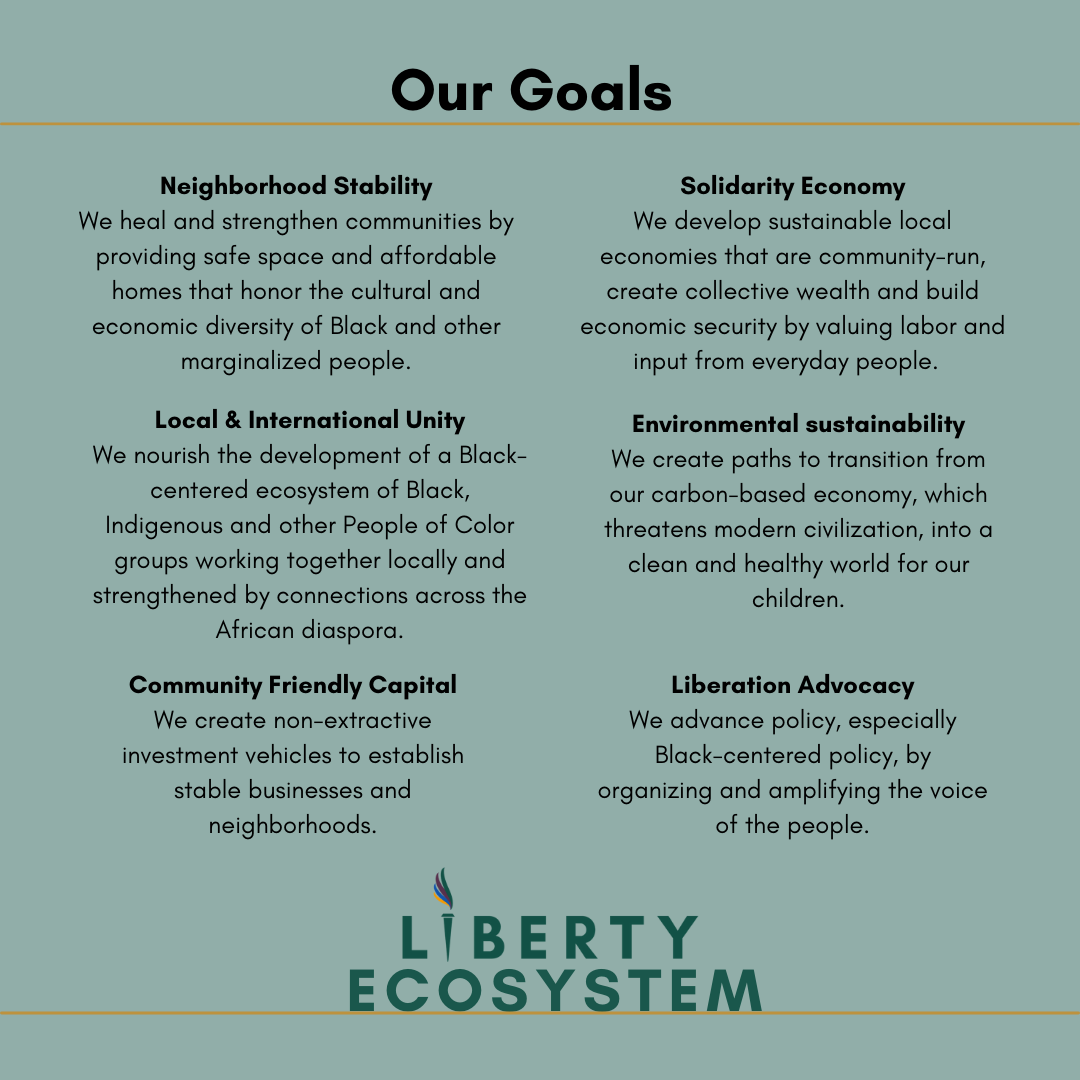 Our Goals
Neighborhood Stability
We heal and strengthen communities by
providing safe space and affordable
homes that honor the cultural and
economic diversity of Black and other
marginalized people.
Solidarity Economy
We develop sustainable local
economies that are community-run,
create collective wealth and build
economic security by valuing labor and
input from everyday people.
Local & International Unity
We nourish the development of a Black-
centered ecosystem of Black,
Indigenous and other People of Color
groups working together locally and
strengthened by connections across the
African diaspora.
Environmental sustainability
We create paths to transition from
our carbon-based economy, which
threatens modern civilization, into a
clean and healthy world for our
children.
Community Friendly Capital
We create non-extractive
investment vehicles to establish
stable businesses and
neighborhoods.
Liberation Advocacy
We advance policy, especially
Black-centered policy, by
organizing and amplifying the voice
of the people.
LIBERTY
ECOSYSTEM